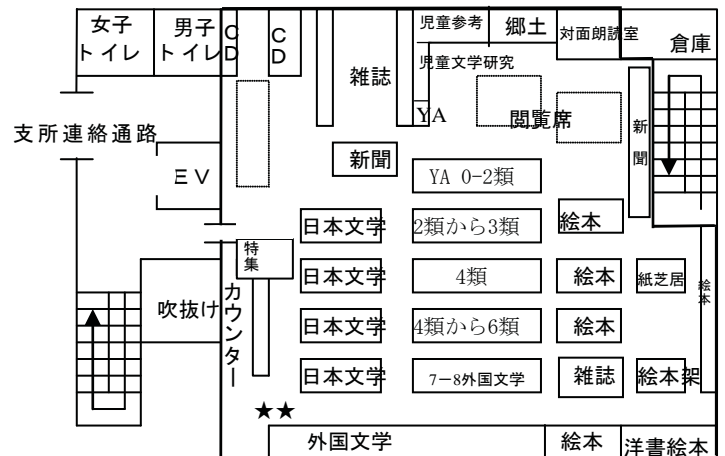 女子
トイレ
男子
トイレ
CD
CD
雑誌
児童参考
郷土
対面朗読室
倉庫
児童文学研究
YA
閲覧席
新聞
支所連絡通路
EV
新聞
YA 0-2類
日本文学
2類から3類
絵本
特集
日本文学
4類
絵本
紙芝居
絵本
吹抜け
カウンター
日本文学
4類から6類
絵本
日本文学
7-8外国文学
雑誌
絵本架
★★
外国文学
絵本
洋書絵本